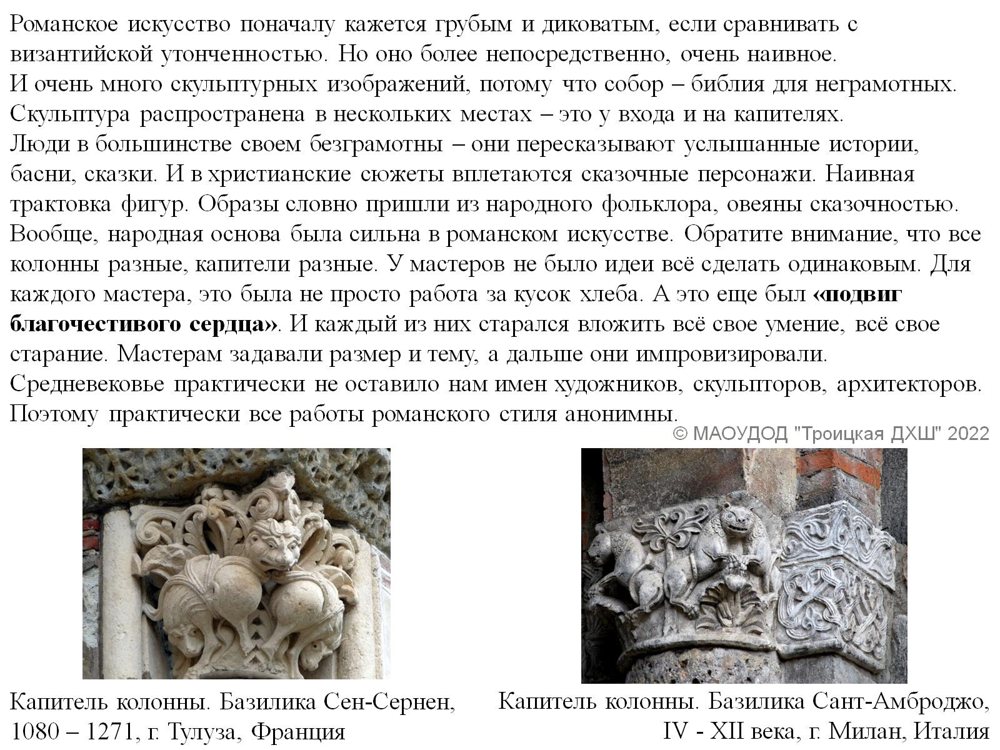 Романское искусство поначалу кажется грубым и диковатым, если сравнивать с
византийской утонченностью. Но оно более непосредственно, очень наивное.
И очень много скульптурных изображений, потому что собор – библия для неграмотных.
Скульптура распространена в нескольких местах – это у входа и на капителях.
Люди в большинстве своем безграмотны – они пересказывают услышанные истории,
басни, сказки. И в христианские сюжеты вплетаются сказочные персонажи. Наивная
трактовка фигур. Образы словно пришли из народного фольклора, овеяны сказочностью.
Вообще, народная основа была сильна в романском искусстве. Обратите внимание, что все
колонны разные, капители разные. У мастеров не было идеи всё сделать одинаковым. Для
каждого мастера, это была не просто работа за кусок хлеба. А это еще был «подвиг
благочестивого сердца». И каждый из них старался вложить всё свое умение, всё свое
старание. Мастерам задавали размер и тему, а дальше они импровизировали.
Средневековье практически не оставило нам имен художников, скульпторов, архитекторов.
Поэтому практически все работы романского стиля анонимны.
© МАОУДОД "Троицкая ДХШ" 2022
Капитель колонны. Базилика Сен-Сернен,
1080 – 1271, г. Тулуза, Франция
Капитель колонны. Базилика Сант-Амброджо,
IV - XII века, г. Милан, Италия